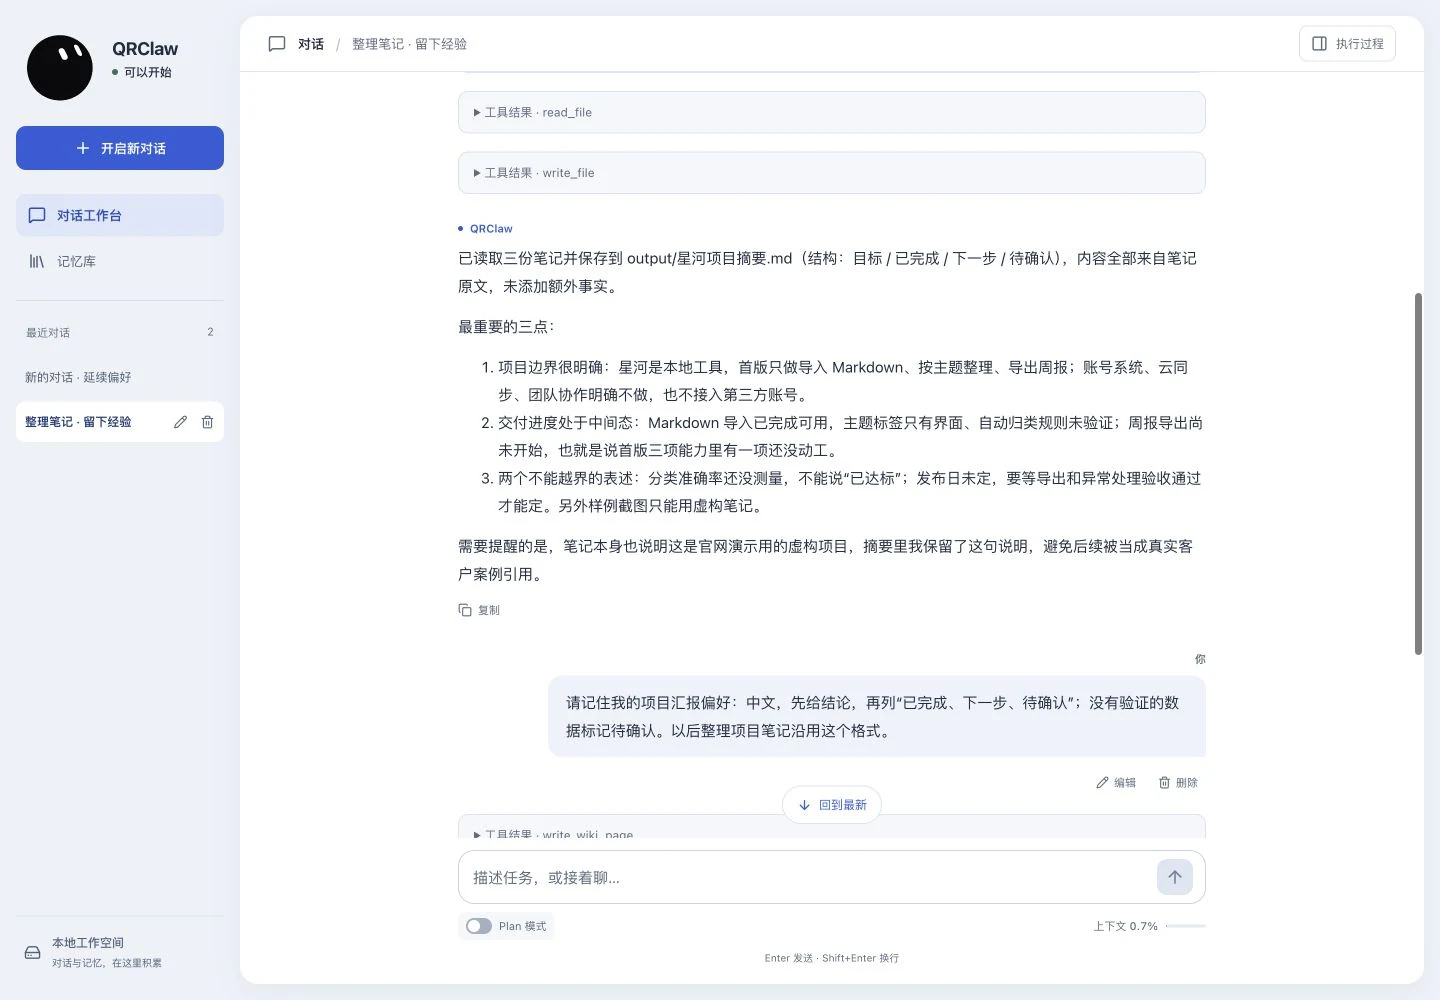 QRClaw
可以开始
开启新对话
对话工作台
记忆库
最近对话 2
新的对话 · 延续偏好
整理笔记 · 留下经验
本地工作空间
对话与记忆，在这里积累
对话 / 整理笔记 · 留下经验
执行过程
工具结果 · read_file
工具结果 · write_file
QRClaw
已读取三份笔记并保存到 output/星河项目摘要.md（结构：目标 / 已完成 / 下一步 / 待确认），内容全部来自笔记
原文，未添加额外事实。
最重要的三点：
1. 项目边界很明确：星河是本地工具，首版只做导入 Markdown、按主题整理、导出周报；账号系统、云同
步、团队协作明确不做，也不接入第三方账号。
2. 交付进度处于中间态：Markdown 导入已完成可用，主题标签只有界面、自动归类规则未验证；周报导出尚
未开始，也就是说首版三项能力里有一项还没动工。
3. 两个不能越界的表述：分类准确率还没测量，不能说“已达标”；发布日未定，要等导出和异常处理验收通过
才能定。另外样例截图只能用虚构笔记。
需要提醒的是，笔记本身也说明这是官网演示用的虚构项目，摘要里我保留了这句说明，避免后续被当成真实客
户案例引用。
复制
你
请记住我的项目汇报偏好：中文，先给结论，再列“已完成、下一步、待确认”；没有验证的数
据标记待确认。以后整理项目笔记沿用这个格式。
编辑 删除
回到最新
工具结果 · write_wiki_page
描述任务，或接着聊...
Plan 模式
上下文 0.7%
Enter 发送 · Shift+Enter 换行